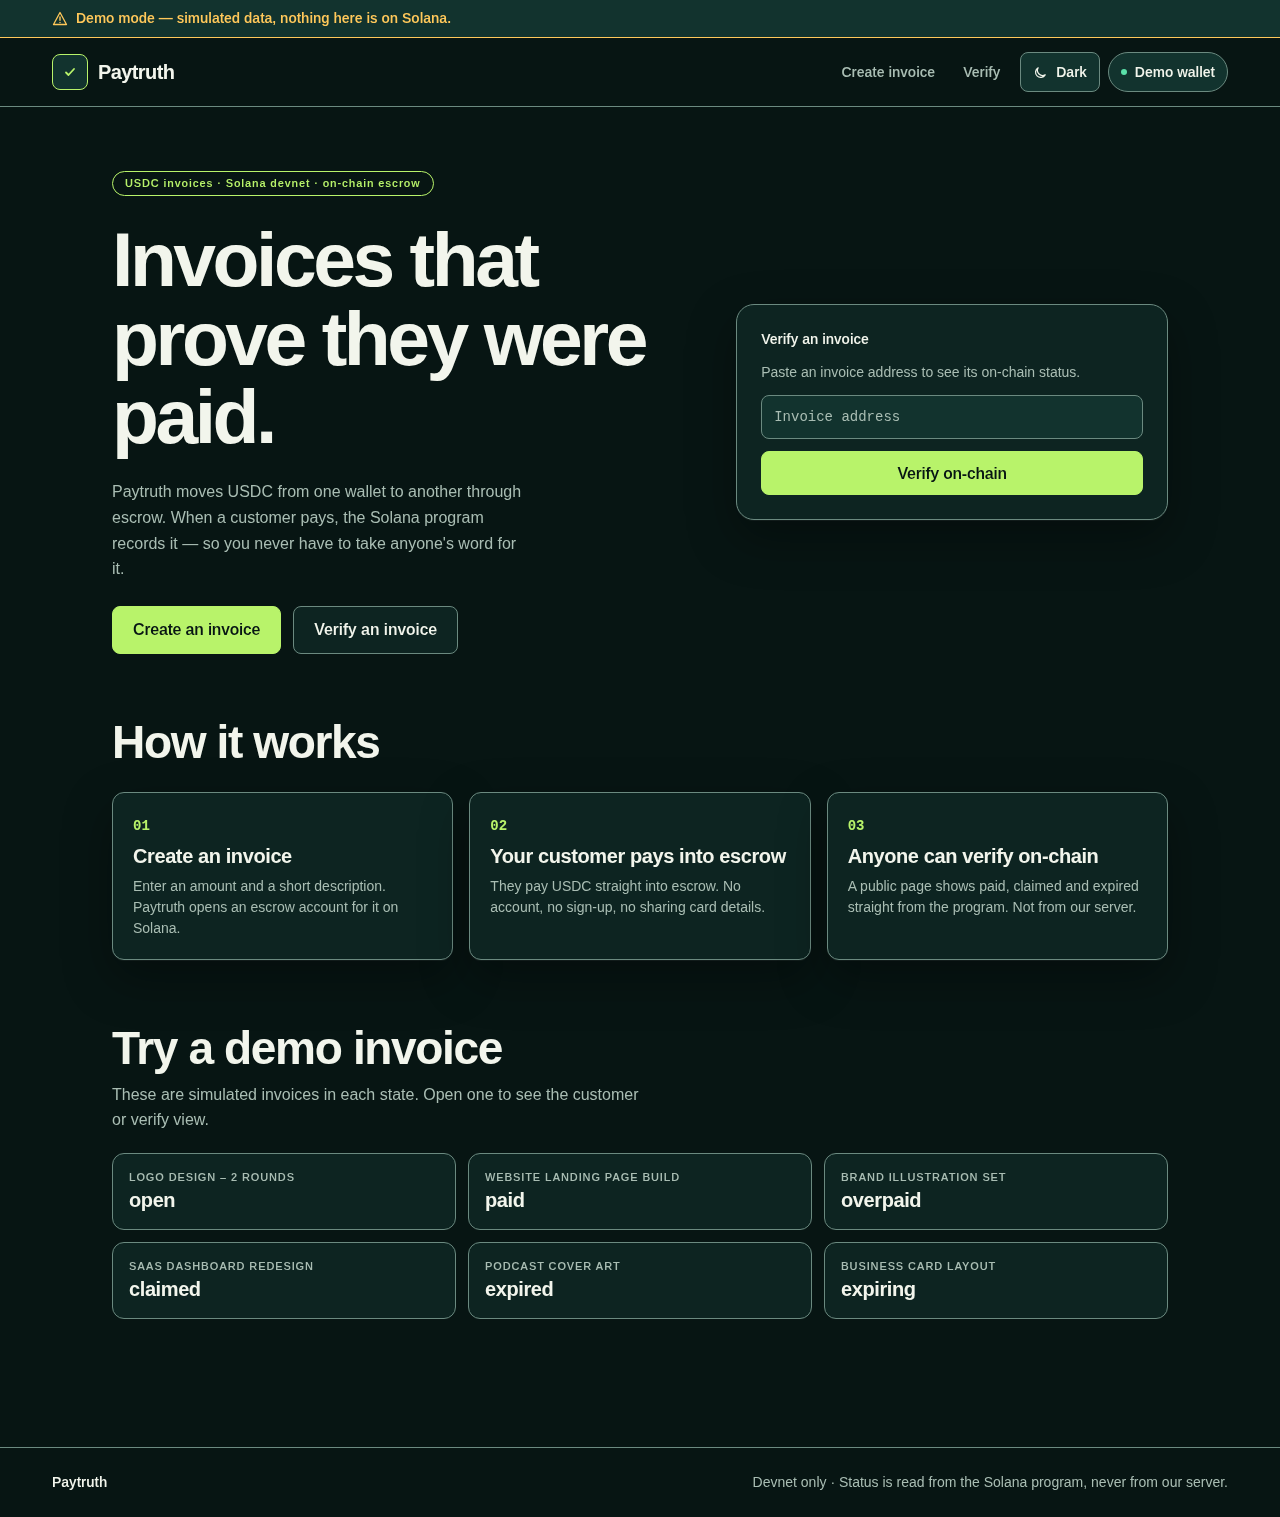 Demo mode — simulated data, nothing here is on Solana.
Paytruth
Create invoice
Verify
Dark
Demo wallet
USDC invoices · Solana devnet · on-chain escrow
Invoices that
prove they were
paid.
Paytruth moves USDC from one wallet to another through
escrow. When a customer pays, the Solana program
records it — so you never have to take anyone's word for
it.
Create an invoice
Verify an invoice
Verify an invoice
Paste an invoice address to see its on-chain status.
Invoice address
Verify on-chain
How it works
01
Create an invoice
Enter an amount and a short description.
Paytruth opens an escrow account for it on
Solana.
02
Your customer pays into escrow
They pay USDC straight into escrow. No
account, no sign-up, no sharing card details.
03
Anyone can verify on-chain
A public page shows paid, claimed and expired
straight from the program. Not from our server.
Try a demo invoice
These are simulated invoices in each state. Open one to see the customer
or verify view.
LOGO DESIGN – 2 ROUNDS
open
WEBSITE LANDING PAGE BUILD
paid
BRAND ILLUSTRATION SET
overpaid
SAAS DASHBOARD REDESIGN
claimed
PODCAST COVER ART
expired
BUSINESS CARD LAYOUT
expiring
Paytruth
Devnet only · Status is read from the Solana program, never from our server.